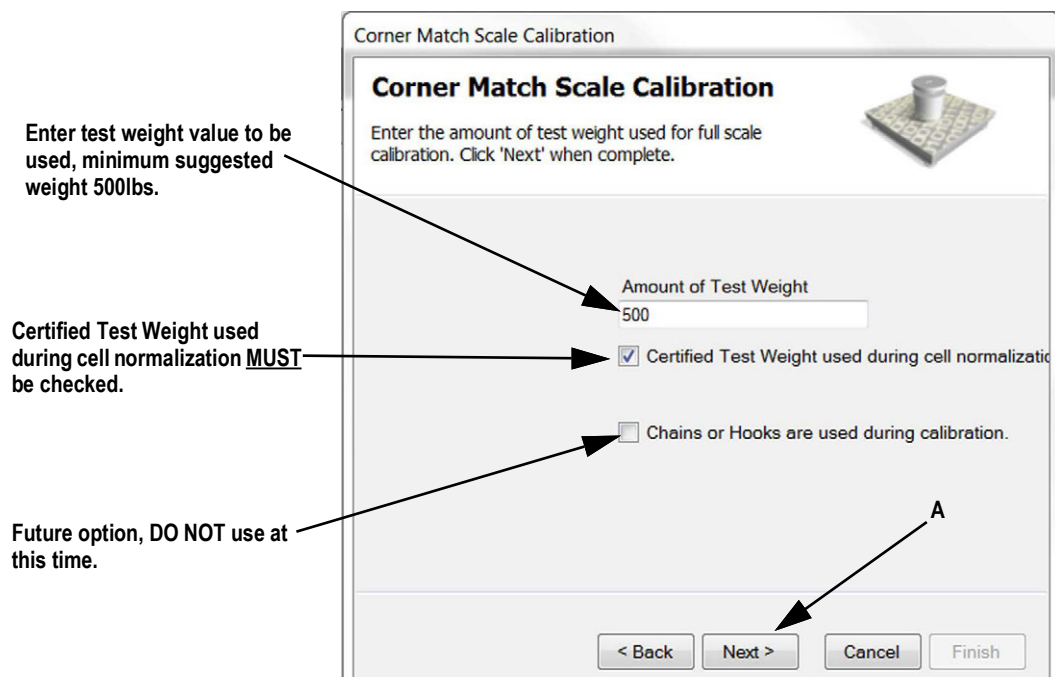 Corner Match Scale Calibration
Corner Match Scale Calibration
Enter the amount of test weight used for full scale
calibration. Click 'Next' when complete.
Enter test weight value to be
used, minimum suggested
weight 500lbs.
Amount of Test Weight
500
Certified Test Weight used
during cell normalization MUST
be checked.
Certified Test Weight used during cell normalizatio
Chains or Hooks are used during calibration.
Future option, DO NOT use at
this time.
A
< Back Next > Cancel Finish